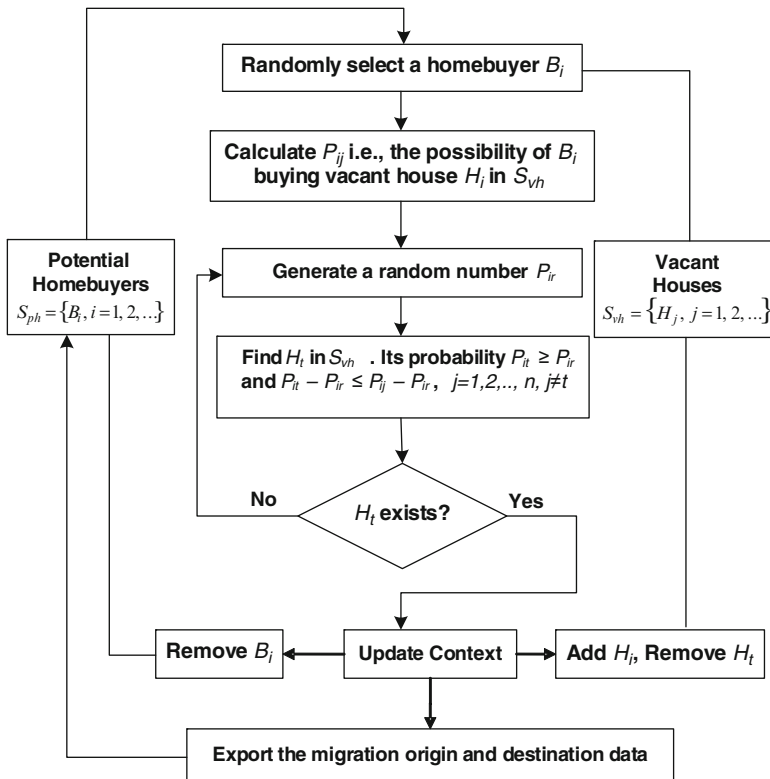 Randomly select a homebuyer B_i
Calculate P_ij i.e., the possibility of B_i
buying vacant house H_i in S_vh
Potential
Homebuyers
S_ph = {B_i, i = 1, 2, ...}
Generate a random number P_ir
Vacant
Houses
S_vh = {H_j, j = 1, 2, ...}
Find H_t in S_vh . Its probability P_it ≥ P_ir
and P_it − P_ir ≤ P_ij − P_ir, j=1,2,.., n, j≠t
No
H_t exists?
Yes
Remove B_i
Update Context
Add H_i, Remove H_t
Export the migration origin and destination data